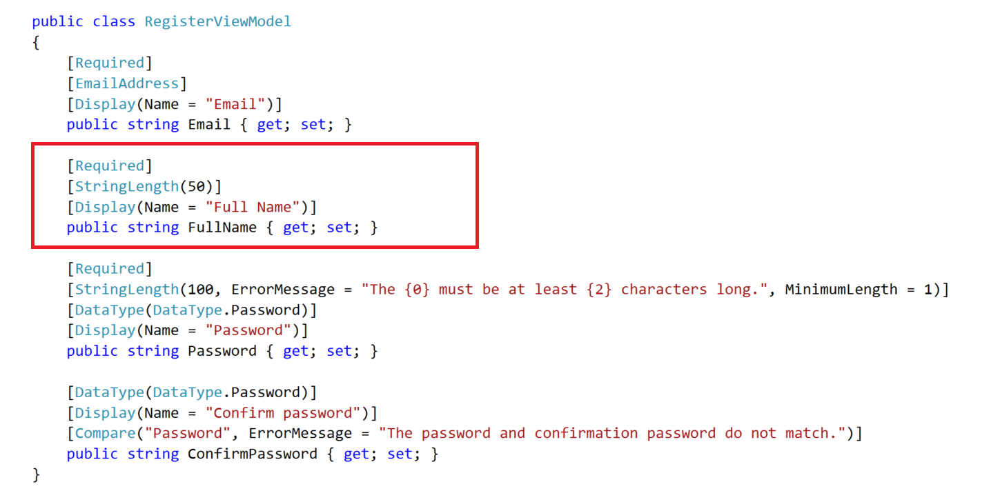 public class RegisterViewModel
{
    [Required]
    [EmailAddress]
    [Display(Name = "Email")]
    public string Email { get; set; }
    [Required]
    [StringLength(50)]
    [Display(Name = "Full Name")]
    public string FullName { get; set; }
    [Required]
    [StringLength(100, ErrorMessage = "The {0} must be at least {2} characters long.", MinimumLength = 1)]
    [DataType(DataType.Password)]
    [Display(Name = "Password")]
    public string Password { get; set; }
    [DataType(DataType.Password)]
    [Display(Name = "Confirm password")]
    [Compare("Password", ErrorMessage = "The password and confirmation password do not match.")]
    public string ConfirmPassword { get; set; }
}